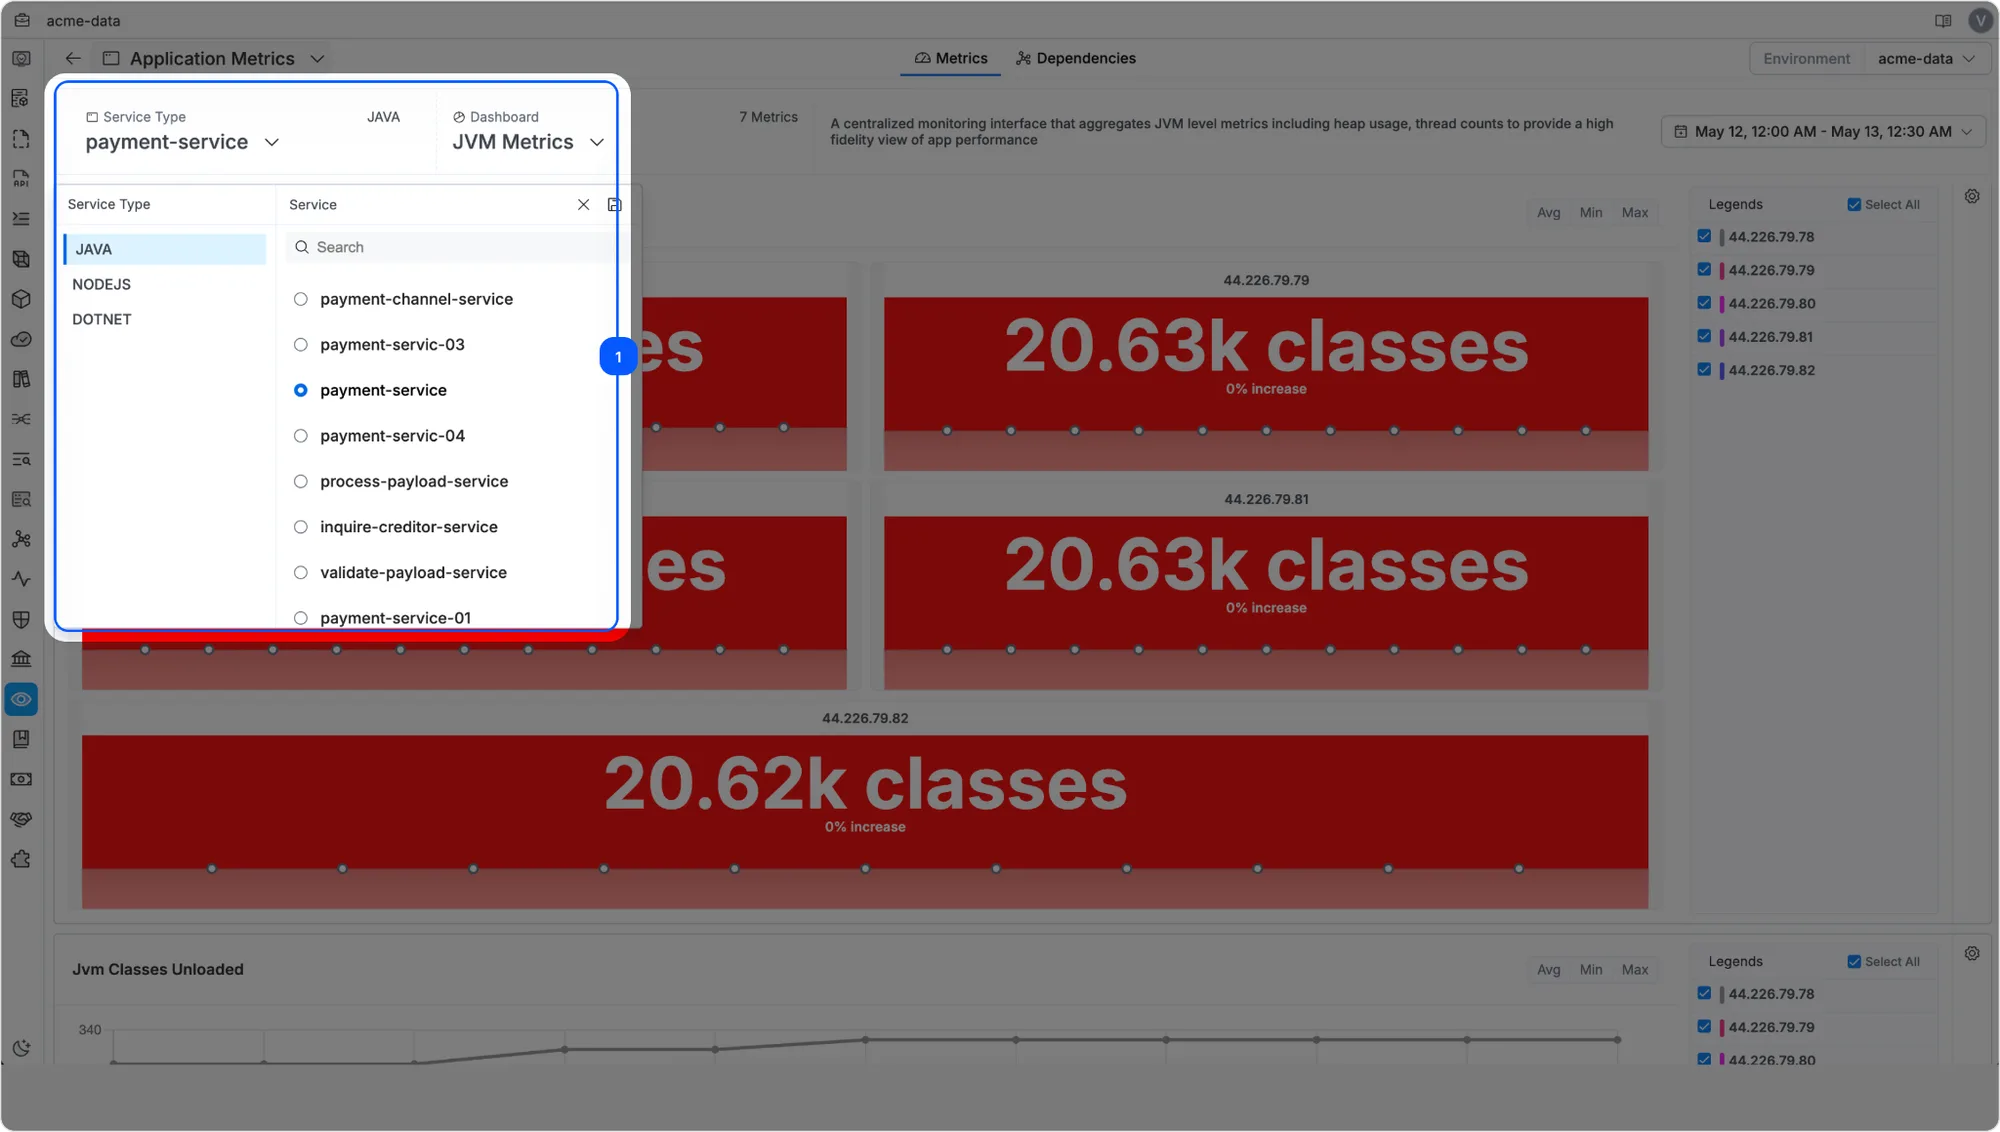 acme-data
V
Application Metrics
Metrics
Dependencies
Environment
acme-data
Service Type
JAVA
payment-service
Dashboard
JVM Metrics
7 Metrics
A centralized monitoring interface that aggregates JVM level metrics including heap usage, thread counts to provide a high
fidelity view of app performance
May 12, 12:00 AM - May 13, 12:30 AM
Service Type
JAVA
NODEJS
DOTNET
Service
Search
payment-channel-service
payment-servic-03
payment-service
payment-servic-04
process-payload-service
inquire-creditor-service
validate-payload-service
payment-service-01
1
Avg
Min
Max
Legends
Select All
44.226.79.78
44.226.79.79
44.226.79.80
44.226.79.81
44.226.79.82
es
44.226.79.79
20.63k classes
0% increase
es
44.226.79.81
20.63k classes
0% increase
44.226.79.82
20.62k classes
0% increase
Jvm Classes Unloaded
Avg
Min
Max
340
Legends
Select All
44.226.79.78
44.226.79.79
44.226.79.80
API